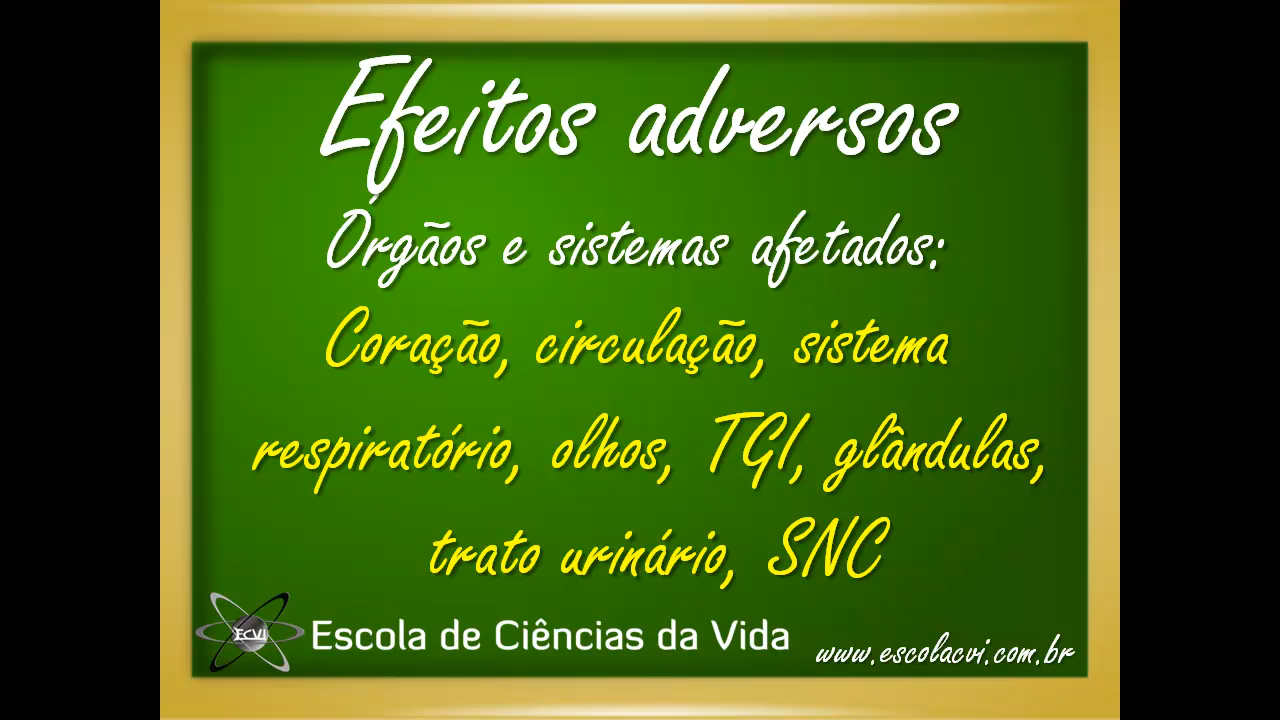 Efeitos adversos
Órgãos e sistemas afetados:
Coração, circulação, sistema
respiratório, olhos, TGI, glândulas,
trato urinário, SNC
ECVI
Escola de Ciências da Vida
www.escolacvi.com.br